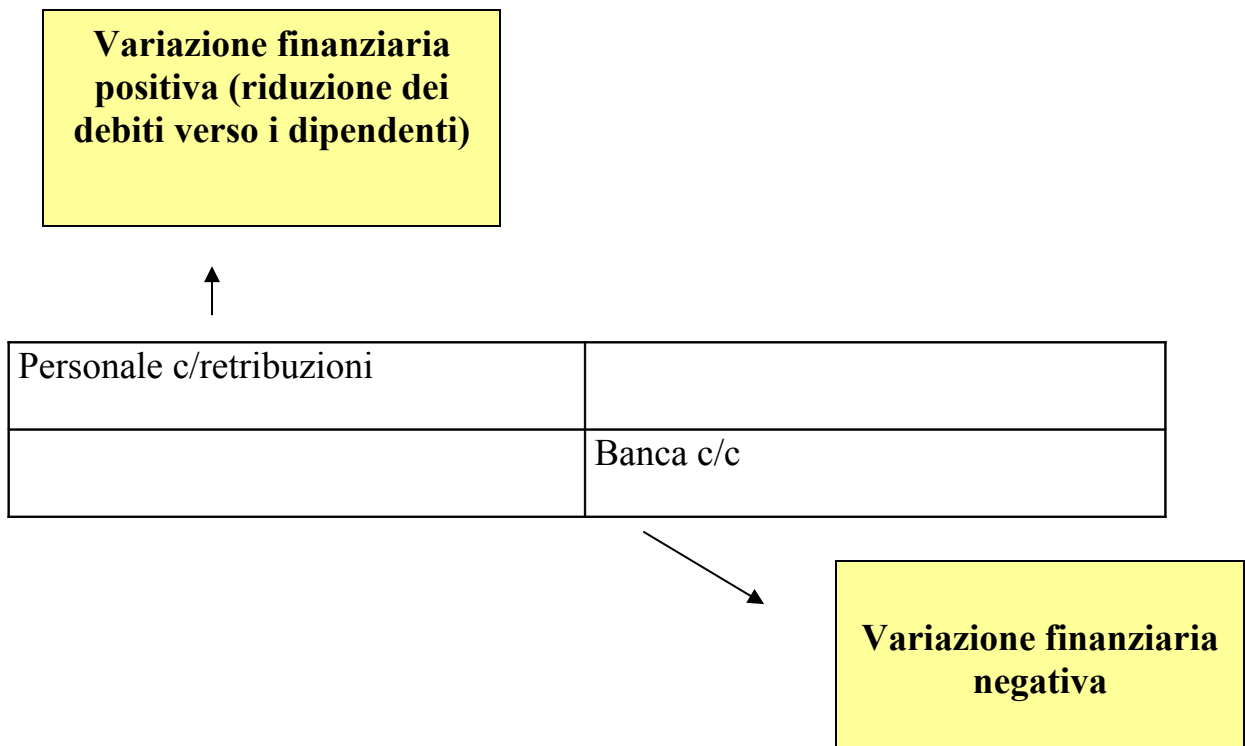 Variazione finanziaria
positiva (riduzione dei
debiti verso i dipendenti)
Personale c/retribuzioni
Banca c/c
Variazione finanziaria
negativa